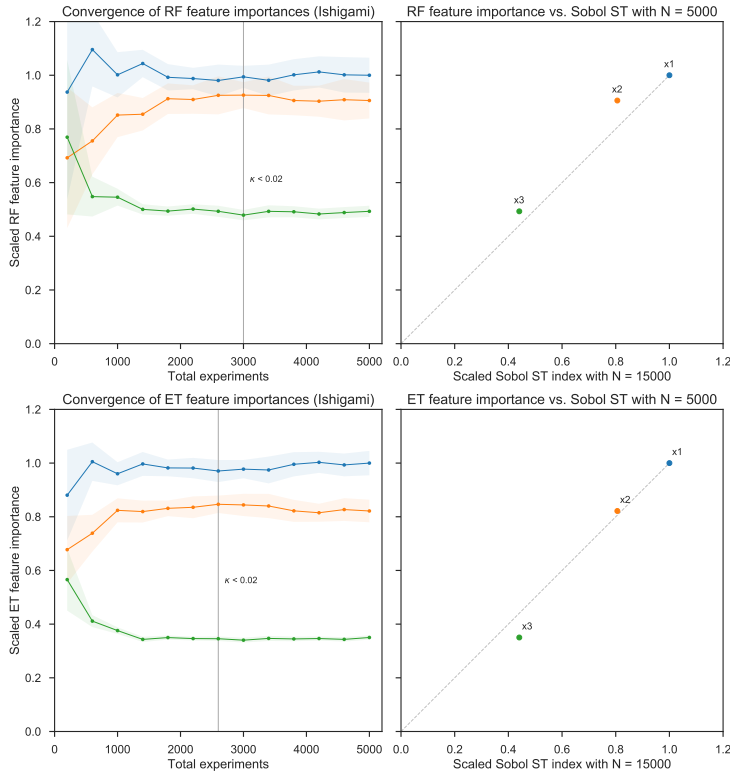 Convergence of RF feature importances (Ishigami)
RF feature importance vs. Sobol ST with N = 5000
1.2
1.0
0.8
0.6
0.4
0.2
0.0
Scaled RF feature importance
κ < 0.02
0 1000 2000 3000 4000 5000
Total experiments
x1
x2
x3
0.0 0.2 0.4 0.6 0.8 1.0 1.2
Scaled Sobol ST index with N = 15000
Convergence of ET feature importances (Ishigami)
ET feature importance vs. Sobol ST with N = 5000
1.2
1.0
0.8
0.6
0.4
0.2
0.0
Scaled ET feature importance
κ < 0.02
0 1000 2000 3000 4000 5000
Total experiments
x1
x2
x3
0.0 0.2 0.4 0.6 0.8 1.0 1.2
Scaled Sobol ST index with N = 15000